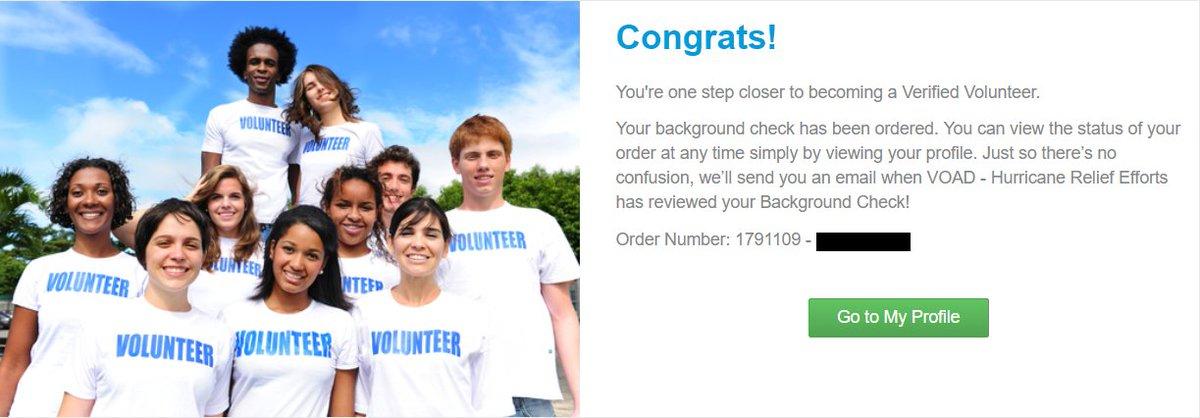 Congrats!
You're one step closer to becoming a Verified Volunteer.
Your background check has been ordered. You can view the status of your
order at any time simply by viewing your profile. Just so there's no
confusion, we'll send you an email when VOAD - Hurricane Relief Efforts
has reviewed your Background Check!
Order Number: 1791109 -
Go to My Profile
VOLUNTEER
VOLUNTEER
VOLUNTEER
VOLUNTEER
VOLUNTEER
VOLUNTEER
VOLUNTEER
VOLUNTEER
VOLUNTEER